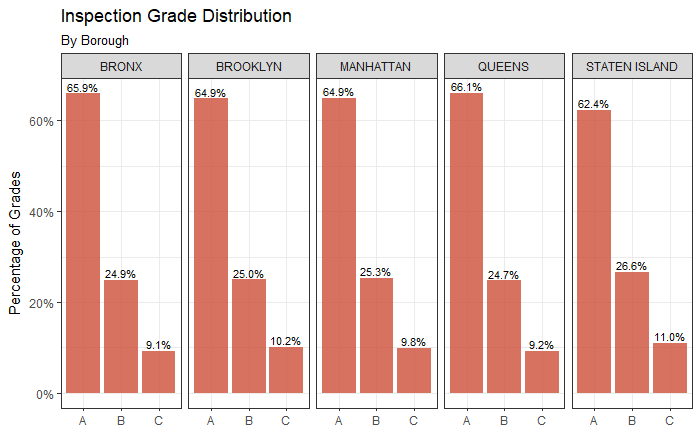 Inspection Grade Distribution
By Borough
BRONX BROOKLYN MANHATTAN QUEENS STATEN ISLAND
Percentage of Grades
60%
40%
20%
0%
65.9% 24.9% 9.1%
64.9% 25.0% 10.2%
64.9% 25.3% 9.8%
66.1% 24.7% 9.2%
62.4% 26.6% 11.0%
A B C A B C A B C A B C A B C